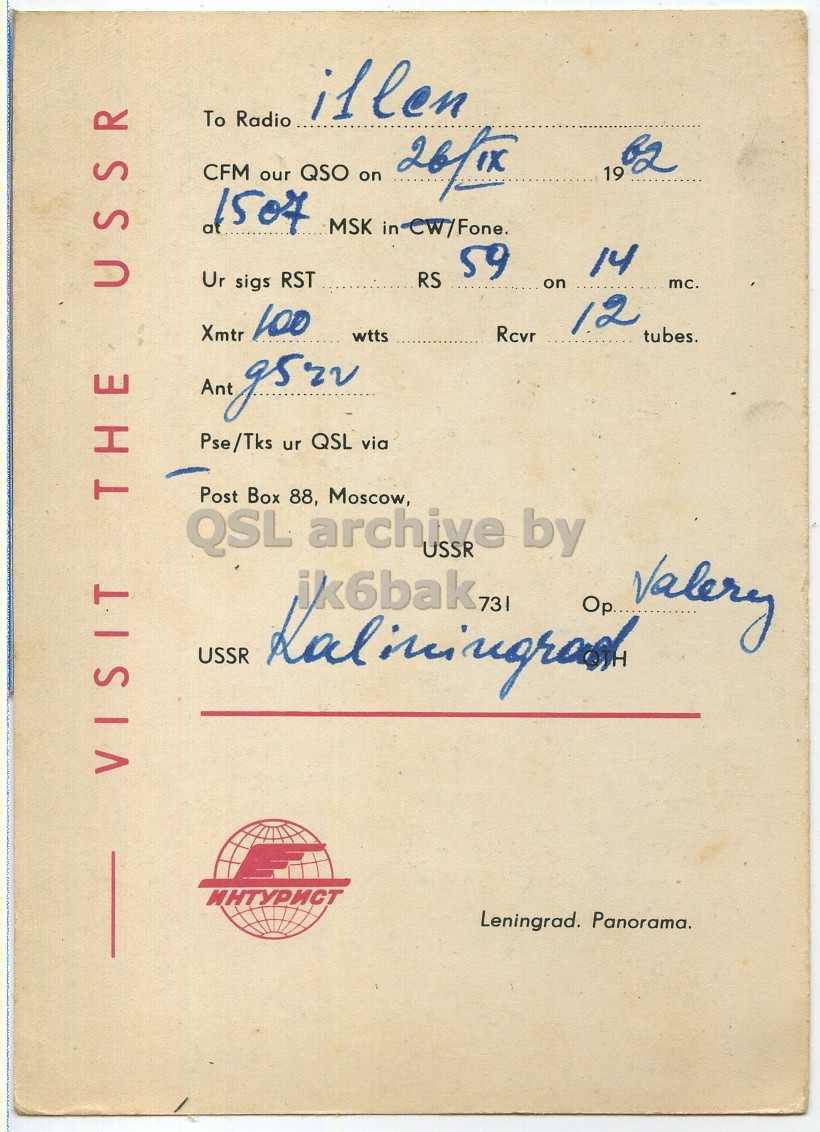 VISIT THE USSR
To Radio i1lcn
CFM our QSO on 26/IX 1962
at 1507 MSK in CW/Fone.
Ur sigs RST RS 59 on 14 mc.
Xmtr 100 wtts Rcvr 12 tubes.
Ant g5rv
Pse/Tks ur QSL via
Post Box 88, Moscow,
QSL archive by
USSR
ik6bak
731 Op. Valery
USSR Kaliningrad QTH
ИНТУРИСТ
Leningrad. Panorama.